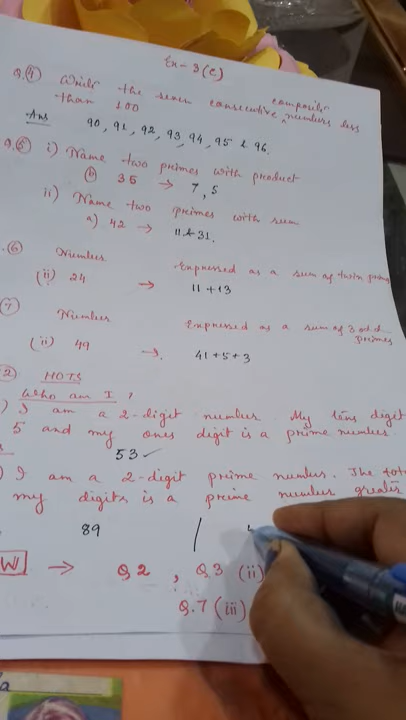 Ex-3(c)
Q.④ Write the seven consecutive composite numbers less
than 100
Ans 90, 91, 92, 93, 94, 95 & 96.
Q.⑤ i) Name two primes with product
(b) 35 → 7, 5
ii) Name two primes with sum
a) 42 → 11 & 31.
⑥ Number Expressed as a sum of twin prim
(ii) 24 → 11 + 13
⑦ Number Expressed as a sum of 3 odd primes
(ii) 49 → 41 + 5 + 3
② HOTS
Who am I,
) I am a 2-digit number. My tens digit
5 and my ones digit is a prime number.
53 ✓
) I am a 2-digit prime number. The tot
my digits is a prime number greater
89 /
W → Q2, Q3 (ii)
Q.7 (iii)